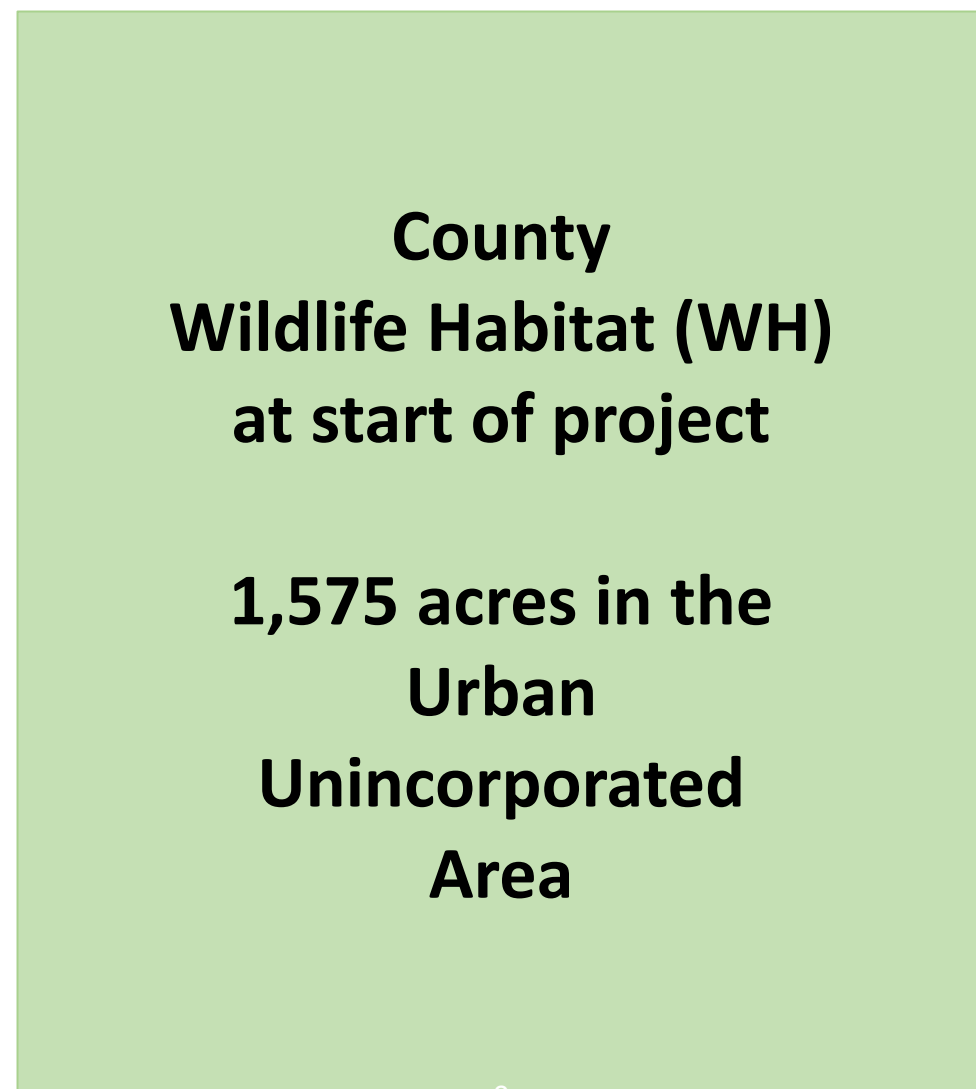 County
Wildlife Habitat (WH)
at start of project
1,575 acres in the
Urban
Unincorporated
Area